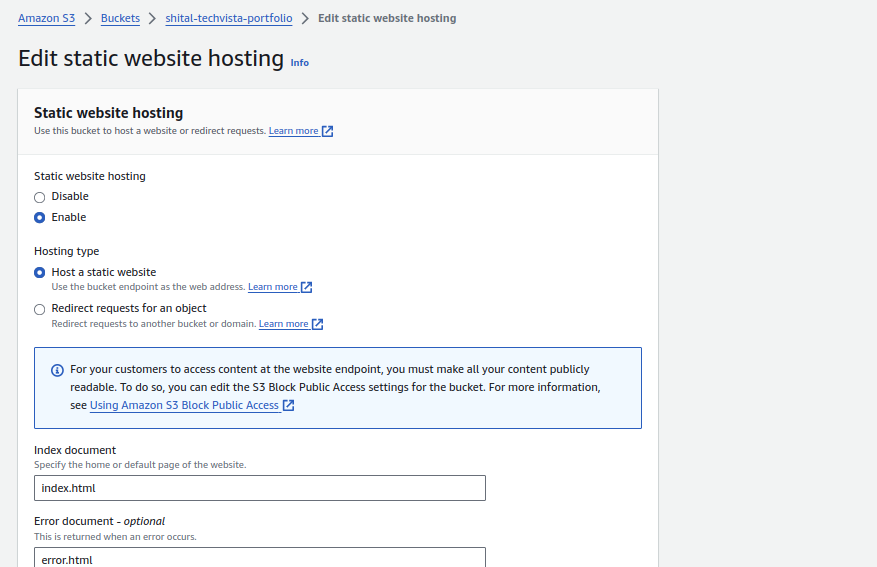 Amazon S3 > Buckets > shital-techvista-portfolio > Edit static website hosting
Edit static website hosting Info
Static website hosting
Use this bucket to host a website or redirect requests. Learn more
Static website hosting
Disable
Enable
Hosting type
Host a static website
Use the bucket endpoint as the web address. Learn more
Redirect requests for an object
Redirect requests to another bucket or domain. Learn more
For your customers to access content at the website endpoint, you must make all your content publicly
readable. To do so, you can edit the S3 Block Public Access settings for the bucket. For more information,
see Using Amazon S3 Block Public Access
Index document
Specify the home or default page of the website.
index.html
Error document - optional
This is returned when an error occurs.
error.html